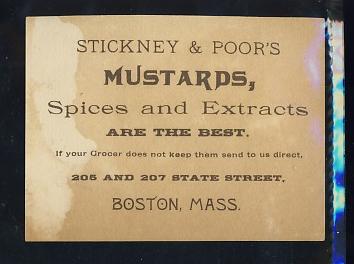 STICKNEY & POOR'S
MUSTARDS,
Spices and Extracts
ARE THE BEST.
If your Grocer does not keep them send to us direct,
205 AND 207 STATE STREET,
BOSTON, MASS.